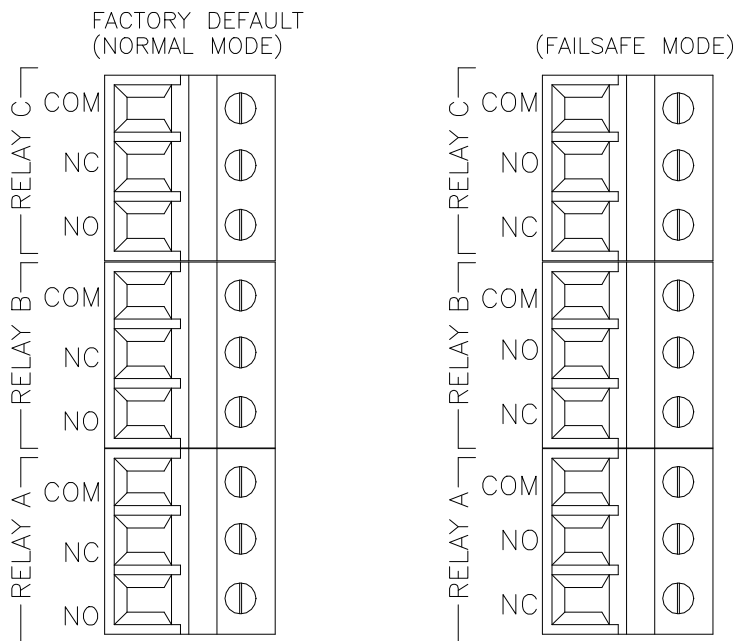 FACTORY DEFAULT
(NORMAL MODE)
RELAY C
COM
NC
NO
RELAY B
COM
NC
NO
RELAY A
COM
NC
NO
(FAILSAFE MODE)
RELAY C
COM
NO
NC
RELAY B
COM
NO
NC
RELAY A
COM
NO
NC